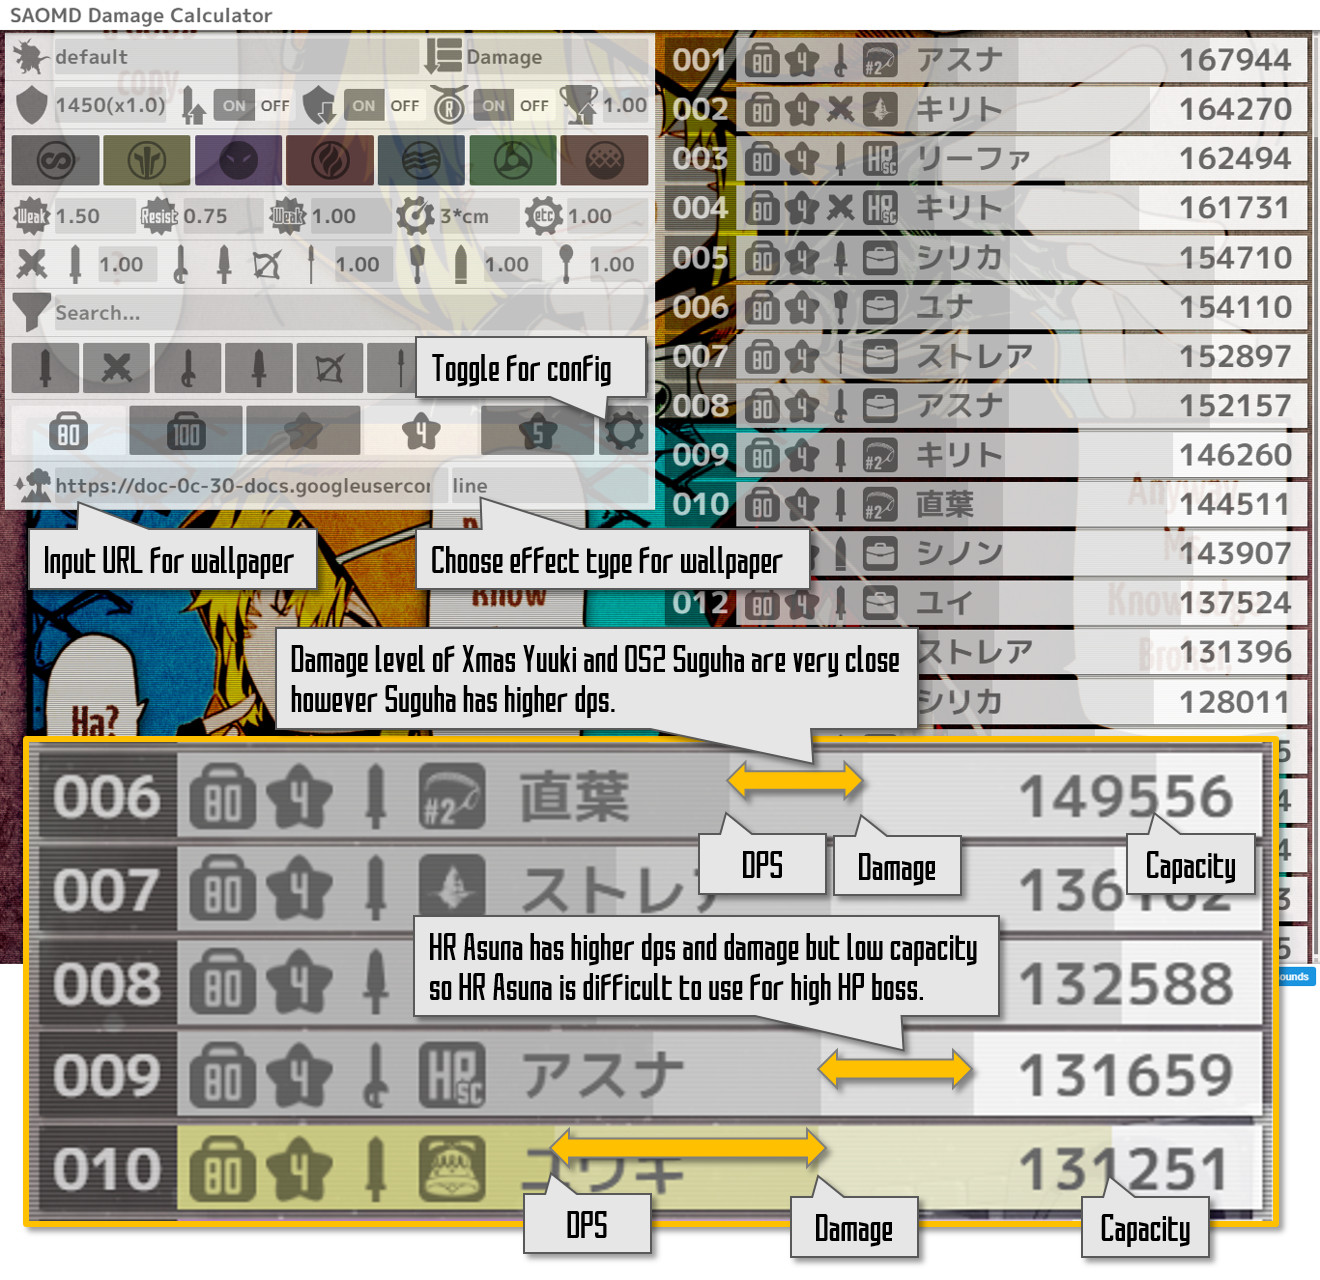 SAOMD Damage Calculator
default
Damage
1450(x1.0)
ON OFF
ON OFF
R
ON OFF
1.00
Weak 1.50
Resist 0.75
Weak 1.00
3*cm
etc 1.00
1.00
1.00
1.00
1.00
Search...
Toggle for config
80
100
4
5
https://doc-0c-30-docs.googleusercor
line
Input URL for wallpaper
Choose effect type for wallpaper
001 80 4 #2 アスナ 167944
002 80 4 キリト 164270
003 80 4 HR SC リーファ 162494
004 80 4 HR SC キリト 161731
005 80 4 シリカ 154710
006 80 4 ユナ 154110
007 80 4 ストレア 152897
008 80 4 アスナ 152157
009 80 4 #2 キリト 146260
010 80 4 #2 直葉 144511
シノン 143907
012 80 4 ユイ 137524
ストレア 131396
シリカ 128011
copy
Anyway
Know
Ha?
Damage level of Xmas Yuuki and OS2 Suguha are very close
however Suguha has higher dps.
006 80 4 #2 直葉 149556
DPS
Damage
Capacity
007 80 4 ストレア
HR Asuna has higher dps and damage but low capacity
so HR Asuna is difficult to use for high HP boss.
008 80 4 132588
009 80 4 HR SC アスナ 131659
010 80 4 ユウキ 131251
DPS
Damage
Capacity
5
4
4
3
5
ounds